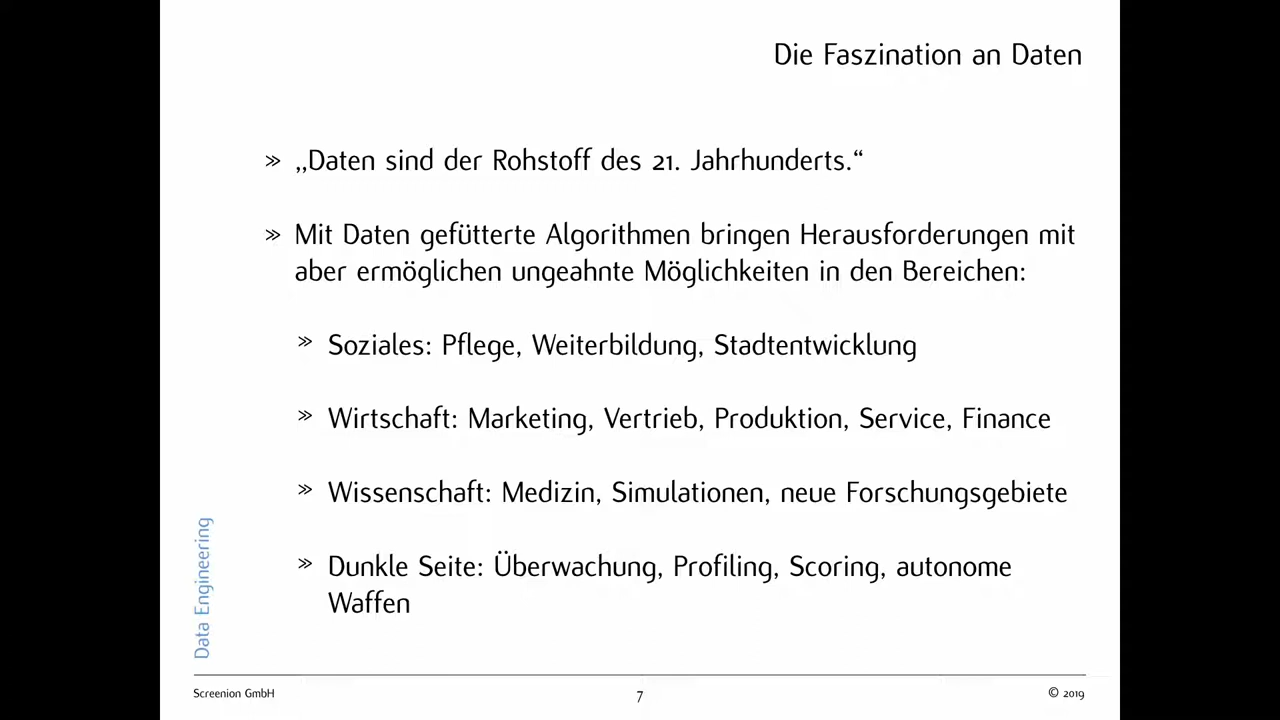 Die Faszination an Daten
» „Daten sind der Rohstoff des 21. Jahrhunderts.“
» Mit Daten gefütterte Algorithmen bringen Herausforderungen mit
aber ermöglichen ungeahnte Möglichkeiten in den Bereichen:
» Soziales: Pflege, Weiterbildung, Stadtentwicklung
» Wirtschaft: Marketing, Vertrieb, Produktion, Service, Finance
» Wissenschaft: Medizin, Simulationen, neue Forschungsgebiete
» Dunkle Seite: Überwachung, Profiling, Scoring, autonome
Waffen
Data Engineering
Screenion GmbH
7
© 2019